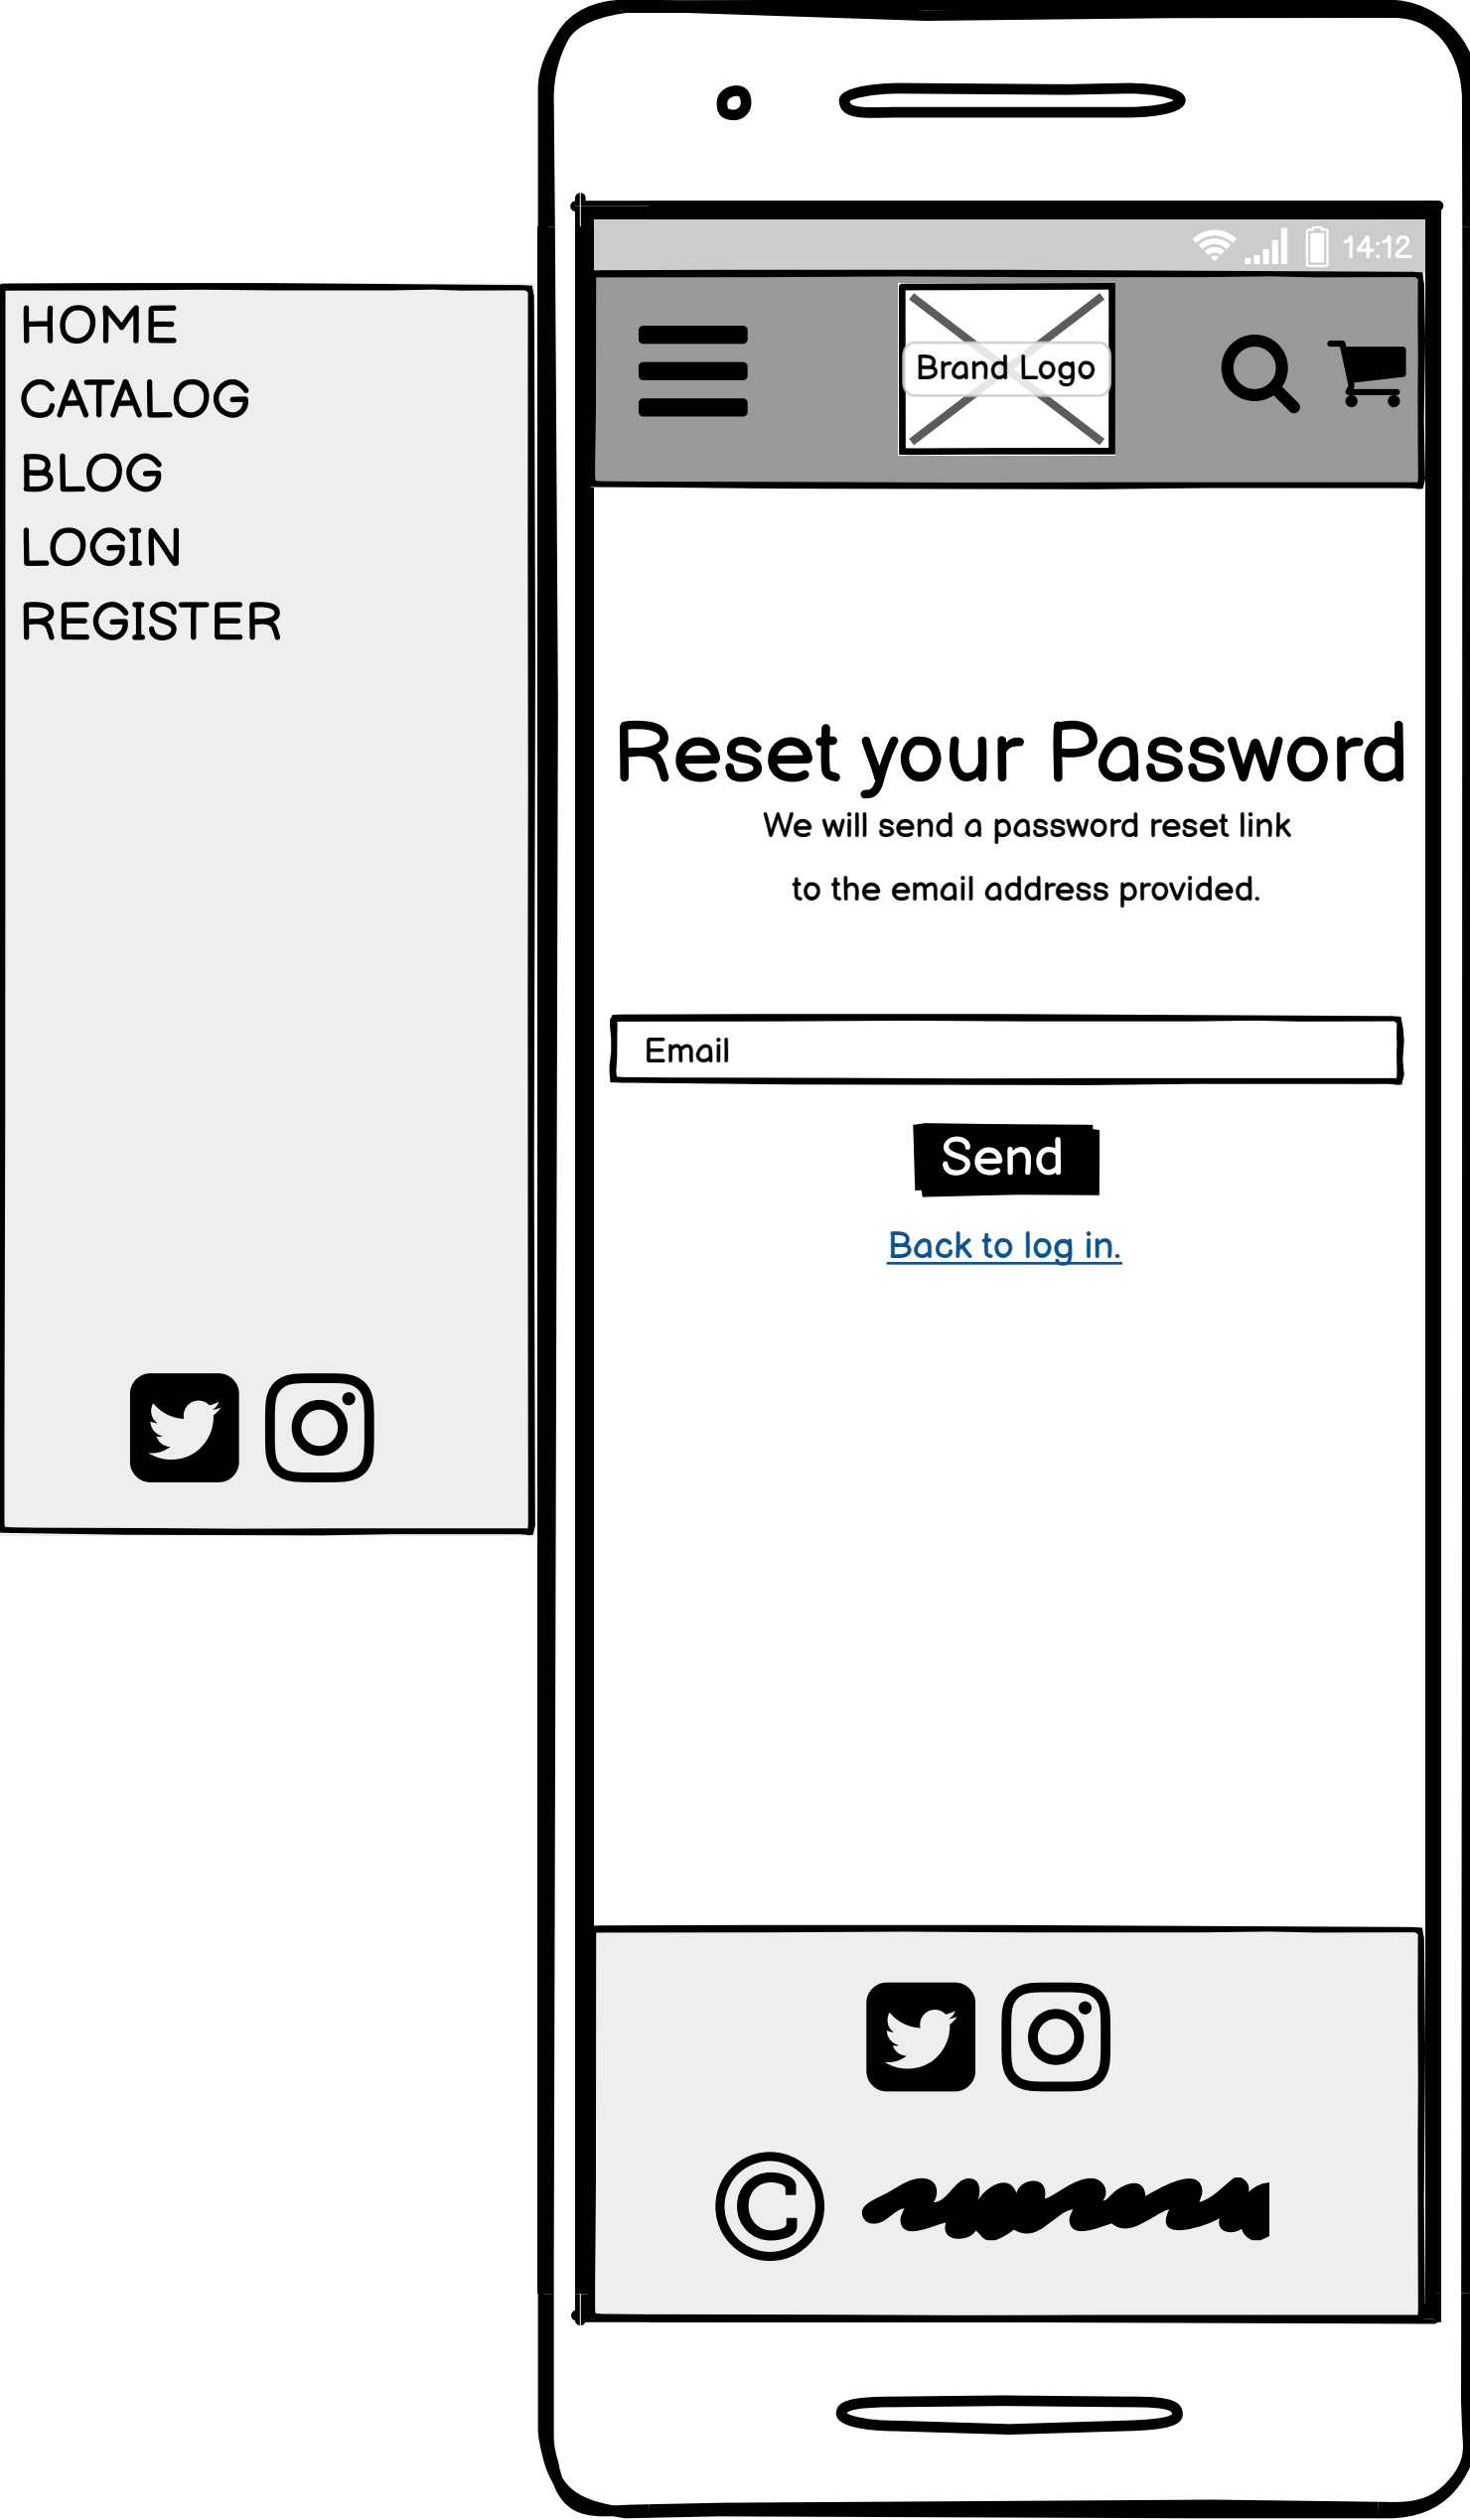 HOME
CATALOG
BLOG
LOGIN
REGISTER
14:12
Brand Logo
Reset your Password
We will send a password reset link
to the email address provided.
Email
Send
Back to log in.
©